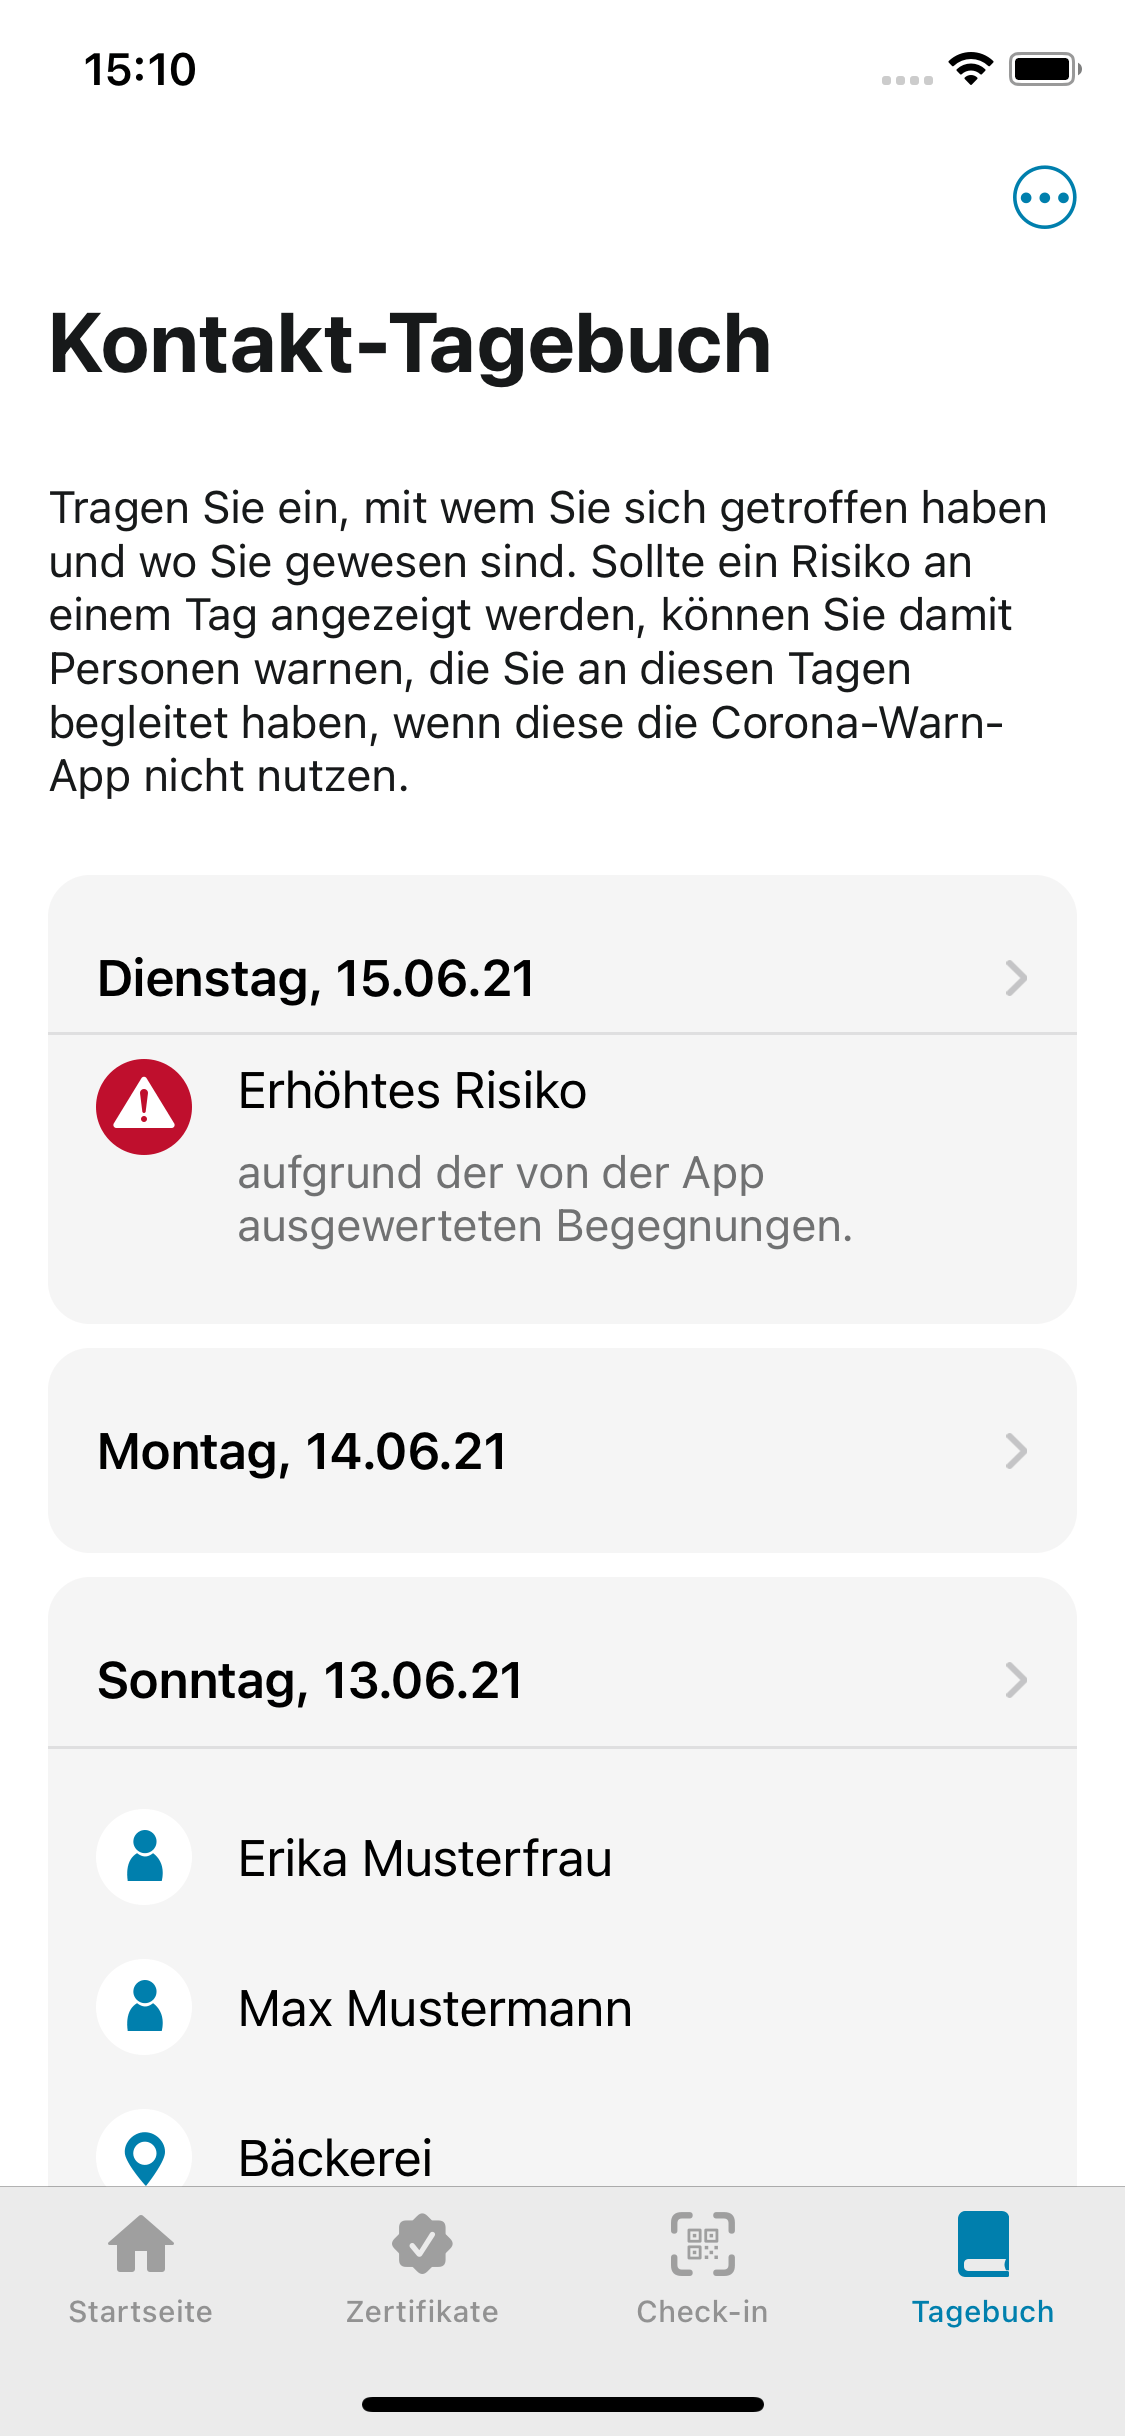 15:10
Kontakt-Tagebuch
Tragen Sie ein, mit wem Sie sich getroffen haben
und wo Sie gewesen sind. Sollte ein Risiko an
einem Tag angezeigt werden, können Sie damit
Personen warnen, die Sie an diesen Tagen
begleitet haben, wenn diese die Corona-Warn-
App nicht nutzen.
Dienstag, 15.06.21
Erhöhtes Risiko
aufgrund der von der App
ausgewerteten Begegnungen.
Montag, 14.06.21
Sonntag, 13.06.21
Erika Musterfrau
Max Mustermann
Bäckerei
Startseite
Zertifikate
Check-in
Tagebuch